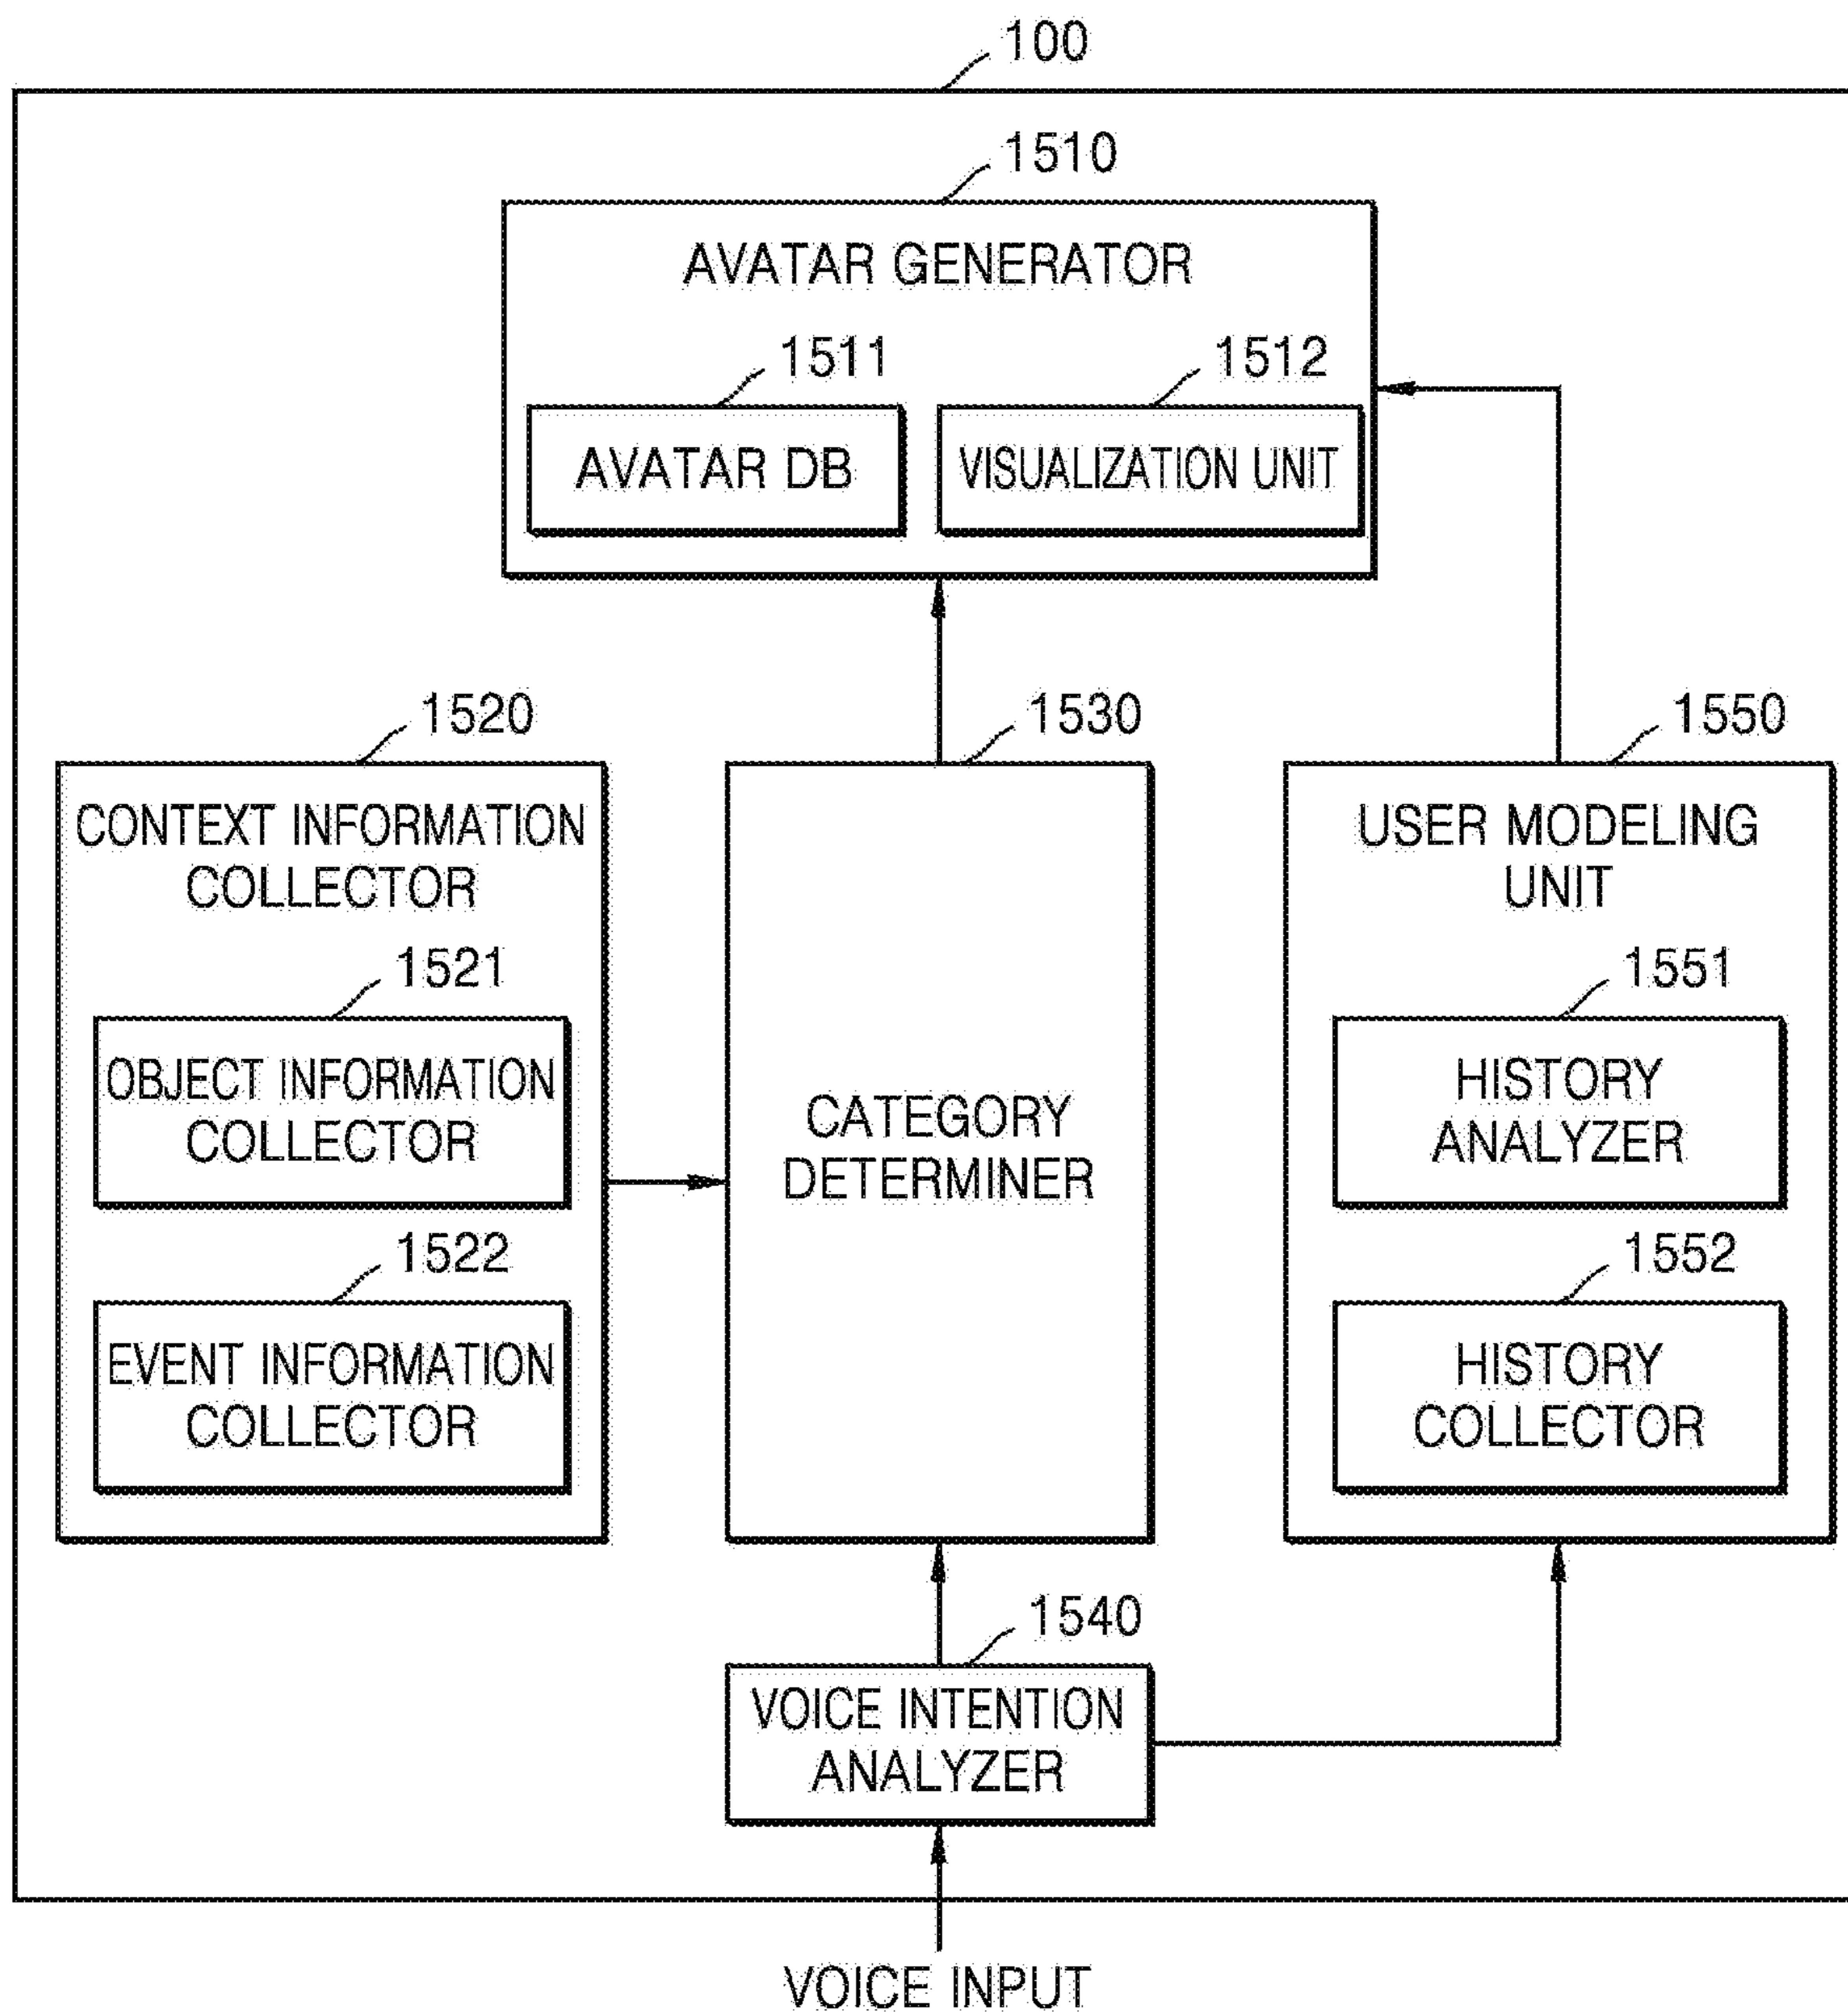 100
1510
AVATAR GENERATOR
1511
1512
AVATAR DB
VISUALIZATION UNIT
1520
1530
1550
CONTEXT INFORMATION
COLLECTOR
1521
OBJECT INFORMATION
COLLECTOR
1522
EVENT INFORMATION
COLLECTOR
CATEGORY
DETERMINER
USER MODELING
UNIT
1551
HISTORY
ANALYZER
1552
HISTORY
COLLECTOR
1540
VOICE INTENTION
ANALYZER
VOICE INPUT